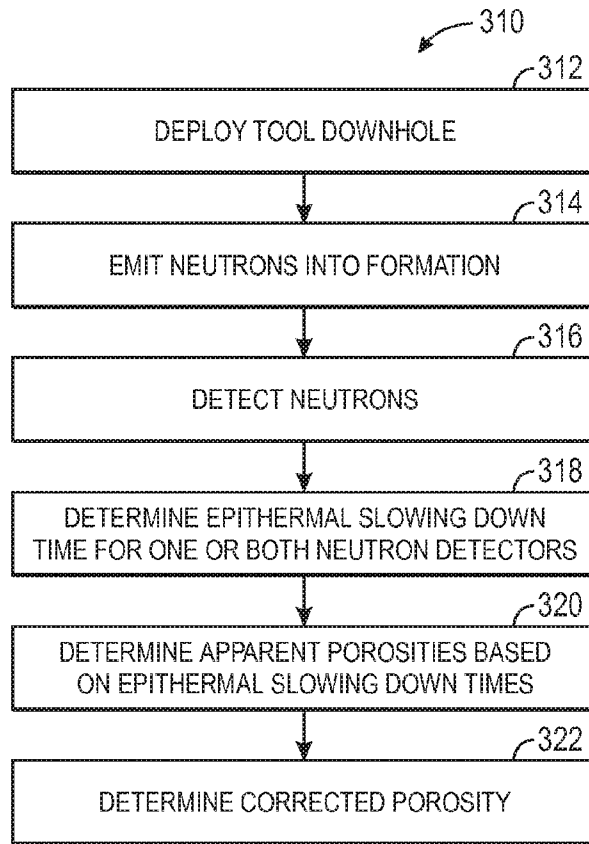 310
312
DEPLOY TOOL DOWNHOLE
314
EMIT NEUTRONS INTO FORMATION
316
DETECT NEUTRONS
318
DETERMINE EPITHERMAL SLOWING DOWN
TIME FOR ONE OR BOTH NEUTRON DETECTORS
320
DETERMINE APPARENT POROSITIES BASED
ON EPITHERMAL SLOWING DOWN TIMES
322
DETERMINE CORRECTED POROSITY